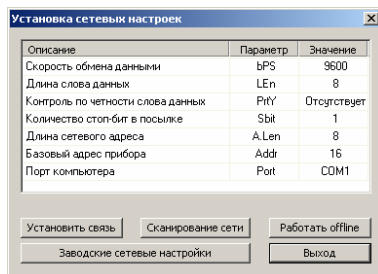 Установка сетевых настроек
Описание Параметр Значение
Скорость обмена данными bPS 9600
Длина слова данных LEn 8
Контроль по четности слова данных PrtY Отсутствует
Количество стоп-бит в посылке Sbit 1
Длина сетевого адреса A.Len 8
Базовый адрес прибора Addr 16
Порт компьютера Port COM1
Установить связь Сканирование сети Работать offline
Заводские сетевые настройки Выход